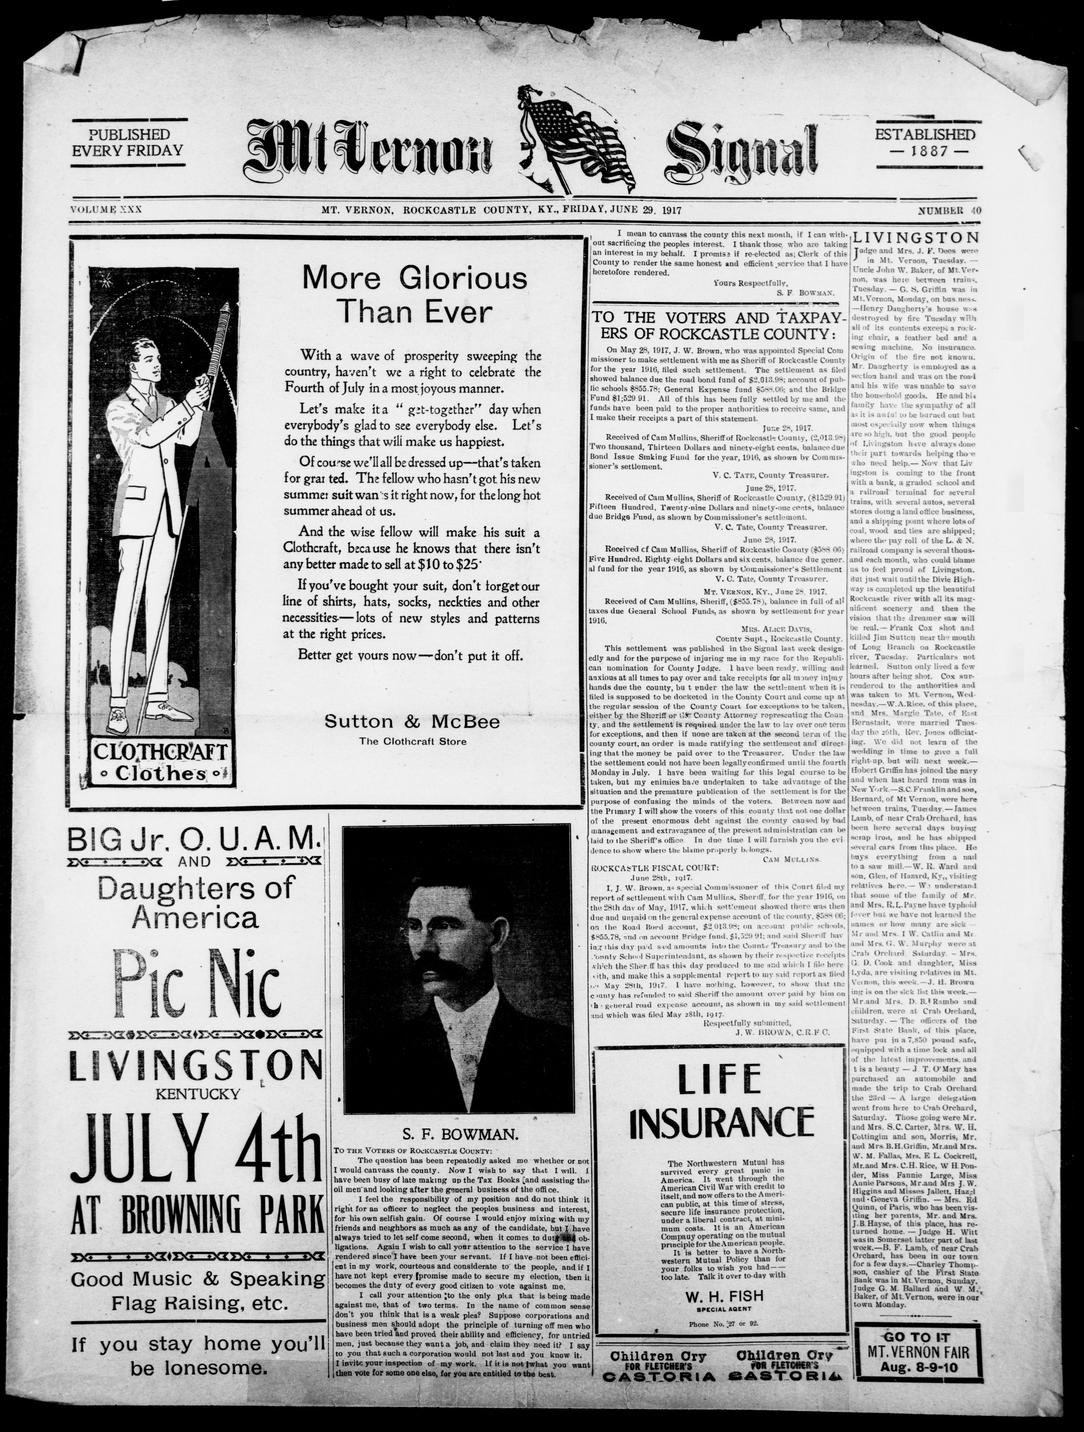 PUBLISHED
EVERY FRIDAY
Mt Vernon Signal
ESTABLISHED
— 1887 —
VOLUME XXX
MT. VERNON, ROCKCASTLE COUNTY, KY., FRIDAY, JUNE 29, 1917
NUMBER 40
More Glorious
Than Ever
With a wave of prosperity sweeping the
country, haven't we a right to celebrate the
Fourth of July in a most joyous manner.
Let's make it a " get-together" day when
everybody's glad to see everybody else. Let's
do the things that will make us happiest.
Of course we'll all be dressed up—that's taken
for granted. The fellow who hasn't got his new
summer suit wants it right now, for the long hot
summer ahead of us.
And the wise fellow will make his suit a
Clothcraft, because he knows that there isn't
any better made to sell at $10 to $25·
If you've bought your suit, don't forget our
line of shirts, hats, socks, neckties and other
necessities—lots of new styles and patterns
at the right prices.
Better get yours now—don't put it off.
Sutton & McBee
The Clothcraft Store
CLOTHCRAFT
Clothes
BIG Jr. O. U. A. M.
AND
Daughters of
America
Pic Nic
LIVINGSTON
KENTUCKY
JULY 4th
AT BROWNING PARK
Good Music & Speaking
Flag Raising, etc.
If you stay home you'll
be lonesome.
S. F. BOWMAN.
TO THE VOTERS OF ROCKCASTLE COUNTY:
The question has been repeatedly asked me whether or not
I would canvass the county. Now I wish to say that I will. I
have been busy of late making up the Tax Books and assisting the
oil men and looking after the general business of the office.
I feel the responsibility of my position and do not think it
right for an officer to neglect the peoples business and interest,
for his own selfish gain. Of course I would enjoy mixing with my
friends and neighbors as much as any of the candidate, but I have
always tried to let self come second, when it comes to duty and ob-
ligations. Again I wish to call your attention to the service I have
rendered since I have been your servant. If I have not been effici-
ent in my work, courteous and considerate to the people, and if I
have not kept every promise made to secure my election, then it
becomes the duty of every good citizen to vote against me.
I call your attention to the only plea that is being made
against me, that of two terms. In the name of common sense
don't you think that is a weak plea? Suppose corporations and
business men should adopt the principle of turning off men who
have been tried and proved their ability and efficiency, for untried
men, just because they want a job, and claim they need it? I say
to you that such a corporation would not last and you know it.
I invite your inspection of my work. If it is not what you want
then vote for some one else, for you are entitled to the best.
I mean to canvass the county this next month, if I can with-
out sacrificing the peoples interest. I thank those who are taking
an interest in my behalf. I promise if re-elected as Clerk of this
County to render the same honest and efficient service that I have
heretofore rendered.
Yours Respectfully,
S. F. BOWMAN.
TO THE VOTERS AND TAXPAY-
ERS OF ROCKCASTLE COUNTY:
On May 28, 1917, J. W. Brown, who was appointed Special Com
missioner to make settlement with me as Sheriff of Rockcastle County
for the year 1916, filed such settlement. The settlement as filed
showed balance due the road bond fund of $2,013.98; account of pub-
lic schools $855.78; General Expense fund $588.06; and the Bridge
Fund $1;529 91. All of this has been fully settled by me and the
funds have been paid to the proper authorities to receive same, and
I make their receipts a part of this statement.
June 28, 1917.
Received of Cam Mullins, Sheriff of Rockcastle County, (2,013.98)
Two thousand, Thirteen Dollars and ninety-eight cents, balance due
Bond Issue Sinking Fund for the year, 1916, as shown by Commis-
sioner's settlement.
V. C. TATE, County Treasurer.
June 28, 1917.
Received of Cam Mullins, Sheriff of Rockcastle County, ($1529.91)
Fifteen Hundred, Twenty-nine Dollars and ninety-one cents, balance
due Bridge Fund, as shown by Commissioner's settlement.
V. C. Tate, County Treasurer.
June 28, 1917.
Received of Cam Mullins, Sheriff of Rockcastle County ($588 06)
Five Hundred, Eighty-eight Dollars and six cents, balance due gener.
al fund for the year 1916, as shown by Commissioner's Settlement
V. C. Tate, County Treasurer.
MT. VERNON, KY., June 28, 1917.
Received of Cam Mullins, Sheriff, ($855.78), balance in full of all
taxes due General School Funds, as shown by settlement for year
1916.
MRS. ALICE DAVIS,
County Supt., Rockcastle County.
This settlement was published in the Signal last week design-
edly and for the purpose of injuring me in my race for the Republi-
can nomination for County Judge. I have been ready, willing and
anxious at all times to pay over and take receipts for all money in my
hands due the county, but under the law the settlement when it is
filed is supposed to be docketed in the County Court and come up at
the regular session of the County Court for exceptions to be taken,
either by the Sheriff or the County Attorney representing the Coun
ty, and the settlement is required under the law to lay over one term
for exceptions, and then if none are taken at the second term of the
county court, an order is made ratifying the settlement and direct-
ing that the money be paid over to the Treasurer. Under the law
the settlement could not have been legally confirmed until the fourth
Monday in July. I have been waiting for this legal course to be
taken, but my enemies have undertaken to take advantage of the
situation and the premature publication of the settlement is for the
purpose of confusing the minds of the voters. Between now and
the Primary I will show the voters of this county that not one dollar
of the present enormous debt against the county caused by bad
management and extravagance of the present administration can be
laid to the Sheriff's office. In due time I will furnish you the evi
dence to show where the blame properly belongs.
CAM MULLINS.
ROCKCASTLE FISCAL COURT:
June 28th, 1917.
I, J. W. Brown, as special Commissioner of this Court filed my
report of settlement with Cam Mullins, Sheriff, for the year 1916, on
the 28th day of May, 1917, which settlement showed there was then
due and unpaid on the general expense account of the county, $588 06;
on the Road Bord account, $2 013.98; on account public schools,
$855.78, and on account Bridge fund, $1,529 91; and said Sheriff hav
ing this day paid said amounts into the County Treasury and to the
County School Superintendant, as shown by their respective receipts
which the Sheriff has this day produced to me and which I file here
with, and make this a supplemental report to my said report as filed
on May 28th, 1917. I have nothing, however, to show that the
county has refunded to said Sheriff the amount over paid by him on
the general road expense account, as shown in my said settlement
and which was filed May 28th, 1917.
Respectfully submitted,
J. W. BROWN, C.R.F.C.
LIFE
INSURANCE
The Northwestern Mutual has
survived every great panic in
America. It went through the
American Civil War with credit to
itself, and now offers to the Ameri-
can public, at this time of stress,
secure life insurance protection,
under a liberal contract, at mini-
mum costs. It is an American
Company operating on the mutual
principle for the American people.
It is better to have a North-
western Mutual Policy than for
your folks to wish you had——
too late. Talk it over to-day with
W. H. FISH
SPECIAL AGENT
Phone No. 27 or 92.
Children Cry
FOR FLETCHER'S
CASTORIA
Children Cry
FOR FLETCHER'S
CASTORIA
LIVINGSTON
Judge and Mrs. J. F. Dees were
in Mt. Vernon, Tuesday. —
Uncle John W. Baker, of Mt. Ver-
non, was here between trains,
Tuesday. — G. S. Griffin was in
Mt. Vernon, Monday, on business.
—Henry Daugherty's house was
destroyed by fire Tuesday with
all of its contents except a rock-
ing chair, a feather bed and a
sewing machine. No insurance.
Origin of the fire not known.
Mr. Daugherty is employed as a
section hand and was on the road
and his wife was unable to save
the household goods. He and his
family have the sympathy of all
as it is awful to be burned out but
most especially now when things
are so high, but the good people
of Livingston have always done
their part towards helping those
who need help.— Now that Liv
ingston is coming to the front
with a bank, a graded school and
a railroad terminal for several
trains, with several autos, several
stores doing a land office business,
and a shipping point where lots of
coal, wood and ties are shipped;
where the pay roll of the L. & N.
railroad company is several thous-
and each month, who could blame
us to feel proud of Livingston.
But just wait until the Dixie High-
way is completed up the beautiful
Rockcastle river with all its mag-
nificent scenery and then the
vision that the dreamer saw will
be real.— Frank Cox shot and
killed Jim Sutton near the mouth
of Long Branch on Rockcastle
river, Tuesday. Particulars not
learned. Sutton only lived a few
hours after being shot. Cox sur-
rendered to the authorities and
was taken to Mt. Vernon, Wed-
nesday.—W.A. Rice, of this place,
and Mrs. Margie Tate, of East
Bernstadt, were married Tues-
day the 26th, Rev. Jones officiat-
ing. We did not learn of the
wedding in time to give a full
right-up, but will next week.—
Hobert Griffin has joined the navy
and when last heard from was in
New York.—S.C. Franklin and son,
Bernard, of Mt Vernon, were here
between trains, Tuesday.—James
Lamb, of near Crab Orchard, has
been here several days buying
scrap iron, and he has shipped
several cars from this place. He
buys everything from a nail
to a saw mill.—W. R. Ward and
son, Glen, of Hazard, Ky., visiting
relatives here.— We understand
that some of the family of Mr.
and Mrs. R.L. Payne have typhoid
fever but we have not learned the
names or how many are sick —
Mr and Mrs. I W. Catlin and Mr.
and Mrs. G. W. Murphy were at
Crab Orchard, Saturday. — Mrs.
G. D. Cook and daughter, Miss
Lyda, are visiting relatives in Mt.
Vernon, this week.—J. H. Brown
ing is on the sick list this week.—
Mr and Mrs. D. B. Rambo and
children, were at Crab Orchard,
Saturday. — The officers of the
First State Bank, of this place,
have put in a 7,850 pound safe,
equipped with a time lock and all
of the latest improvements, and
it is a beauty — J. T. O'Mary has
purchased an automobile and
made the trip to Crab Orchard
the 23rd — A large delegation
went from here to Crab Orchard,
Saturday. Those going were Mr.
and Mrs. S.C. Carter, Mrs. W. H.
Cottingim and son, Morris, Mr.
and Mrs. B.H. Griffin, Mr. and Mrs.
W. M. Fallas, Mrs. E L. Cockrell,
Mr. and Mrs. C.H. Rice, W H Pon-
der, Miss Fannie Large, Miss
Annie Parsons, Mr. and Mrs J. W.
Higgins and Misses Jallett, Hazel
and Geneva Griffin. — Mrs. Ed
Quinn, of Paris, who has been vis-
iting her parents, Mr. and Mrs.
J.B. Hayse, of this place, has re-
turned home. — Judge H. Witt
was in Somerset latter part of last
week.—B. F. Lamb, of near Crab
Orchard, has been in our town
for a few days.—Charley Thomp-
son, cashier of the First State
Bank was in Mt. Vernon, Sunday.
Judge G. M. Ballard and W. M.
Baker, of Mt. Vernon, were in our
town Monday.
GO TO IT
MT. VERNON FAIR
Aug. 8-9-10